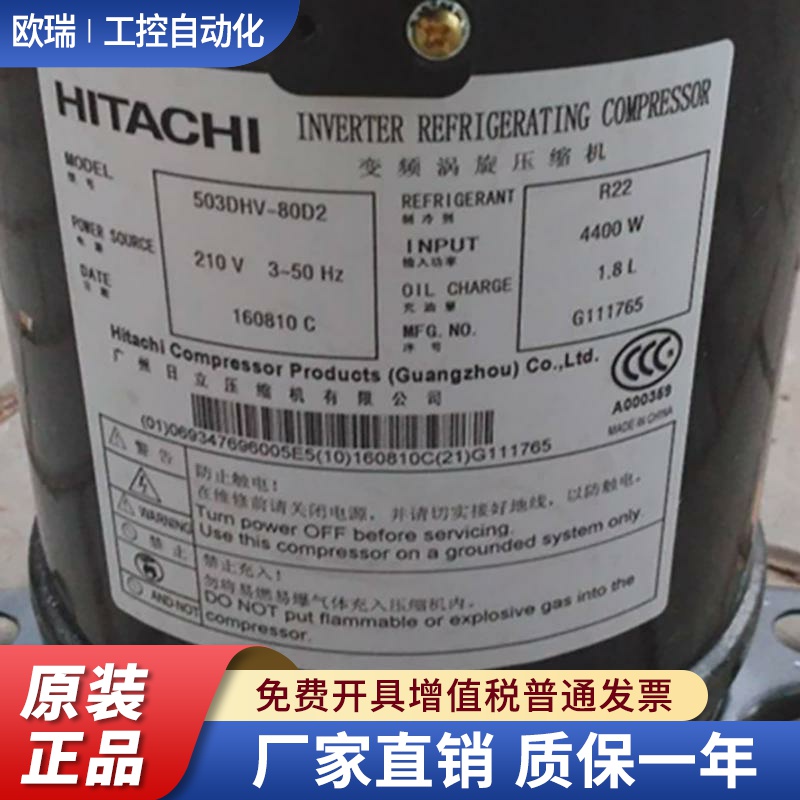 欧瑞 | 工控自动化
HITACHI INVERTER REFRIGERATING COMPRESSOR
变频涡旋压缩机
MODEL 503DHV-80D2
型号
POWER SOURCE 210 V 3~50 Hz
电源
DATE 160810 C
日期
REFRIGERANT R22
制冷剂
INPUT 4400 W
输入功率
OIL CHARGE 1.8 L
充油量
MFG.NO. G111765
序号
Hitachi Compressor Products (Guangzhou) Co.,Ltd.
广州日立压缩机有限公司
A000359
MADE IN CHINA
(01)069347696005E5(10)160810C(21)G111765
警告
防止触电!
在维修前请关闭电源，并请切实接好地线，以防触电。
WARNING
Turn power OFF before servicing.
Use this compressor on a grounded system only.
禁止
禁止充入!
勿将易燃易爆气体充入压缩机内。
AND NOT
DO NOT put flammable or explosive gas into the
compressor.
原装
正品
免费开具增值税普通发票
厂家直销 质保一年